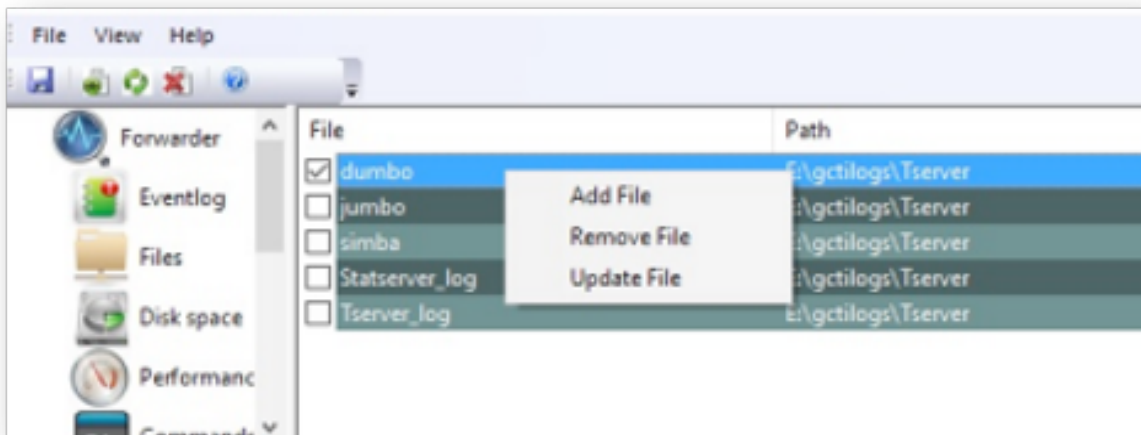 File View Help
Forwarder
Eventlog
Files
Disk space
Performanc
File Path
dumbo E:\gctilogs\Tserver
jumbo :\gctilogs\Tserver
simba :\gctilogs\Tserver
Statserver_log :\gctilogs\Tserver
Tserver_log E:\gctilogs\Tserver
Add File
Remove File
Update File